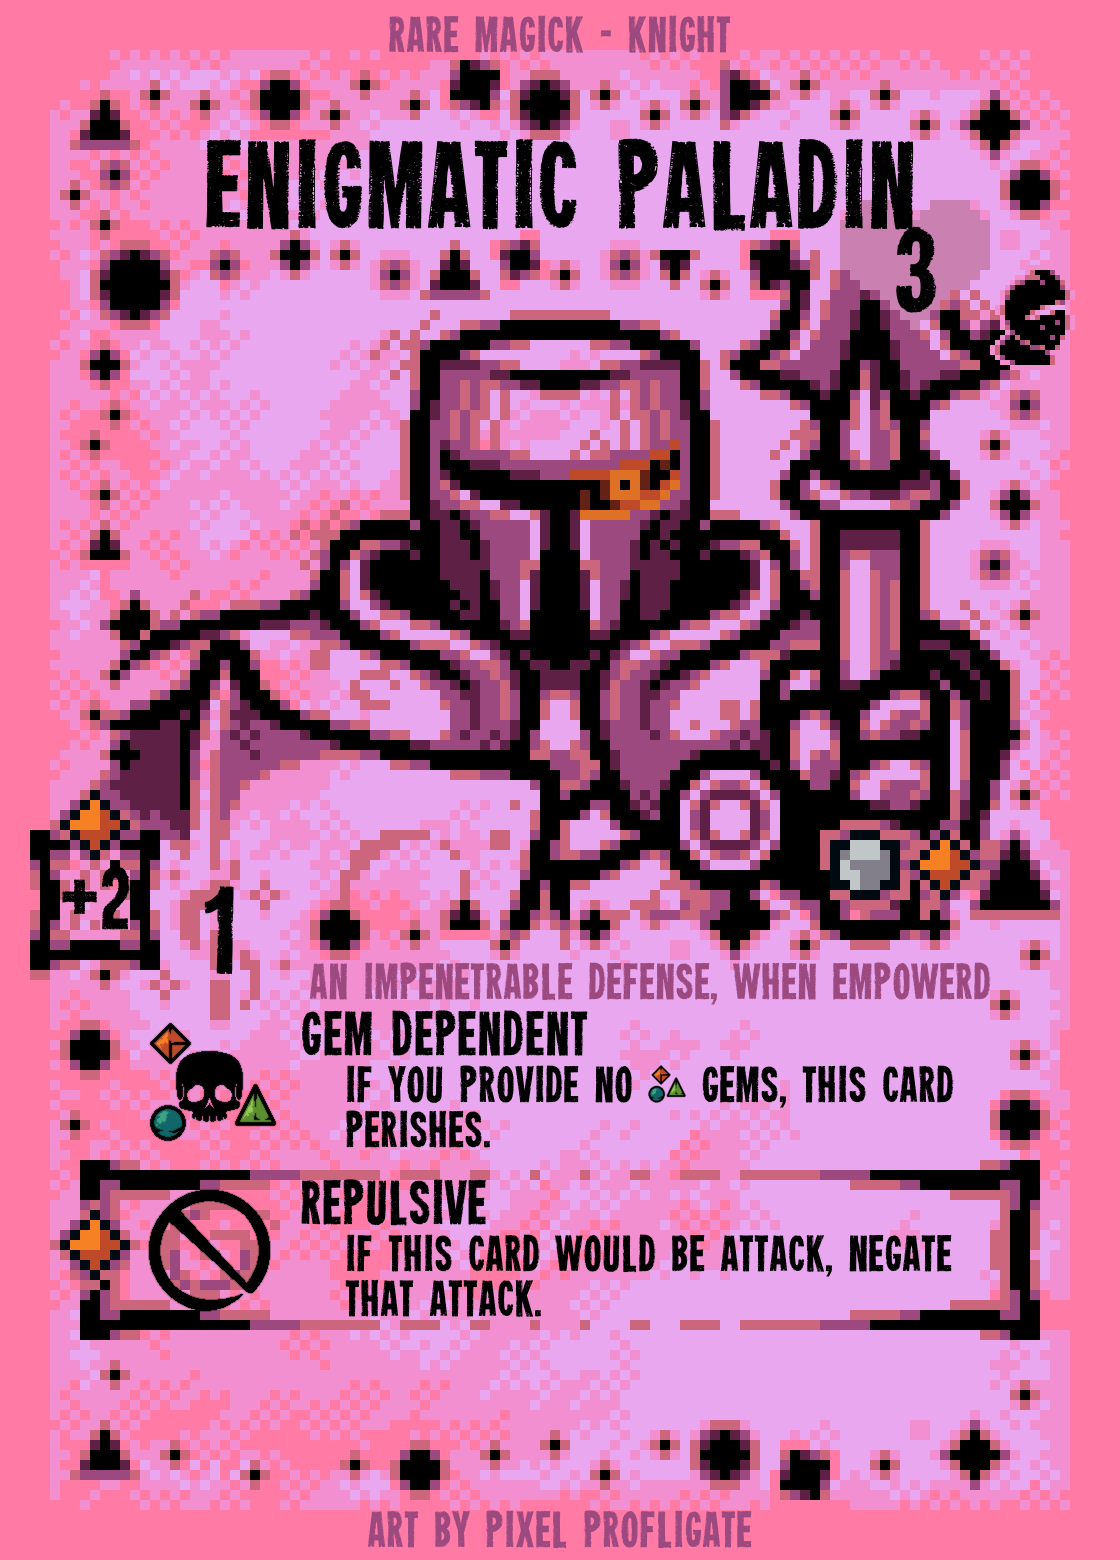 RARE MAGICK - KNIGHT
ENIGMATIC PALADIN
3
+2
1
AN IMPENETRABLE DEFENSE, WHEN EMPOWERD
GEM DEPENDENT
IF YOU PROVIDE NO GEMS, THIS CARD
PERISHES.
REPULSIVE
IF THIS CARD WOULD BE ATTACK, NEGATE
THAT ATTACK.
ART BY PIXEL PROFLIGATE